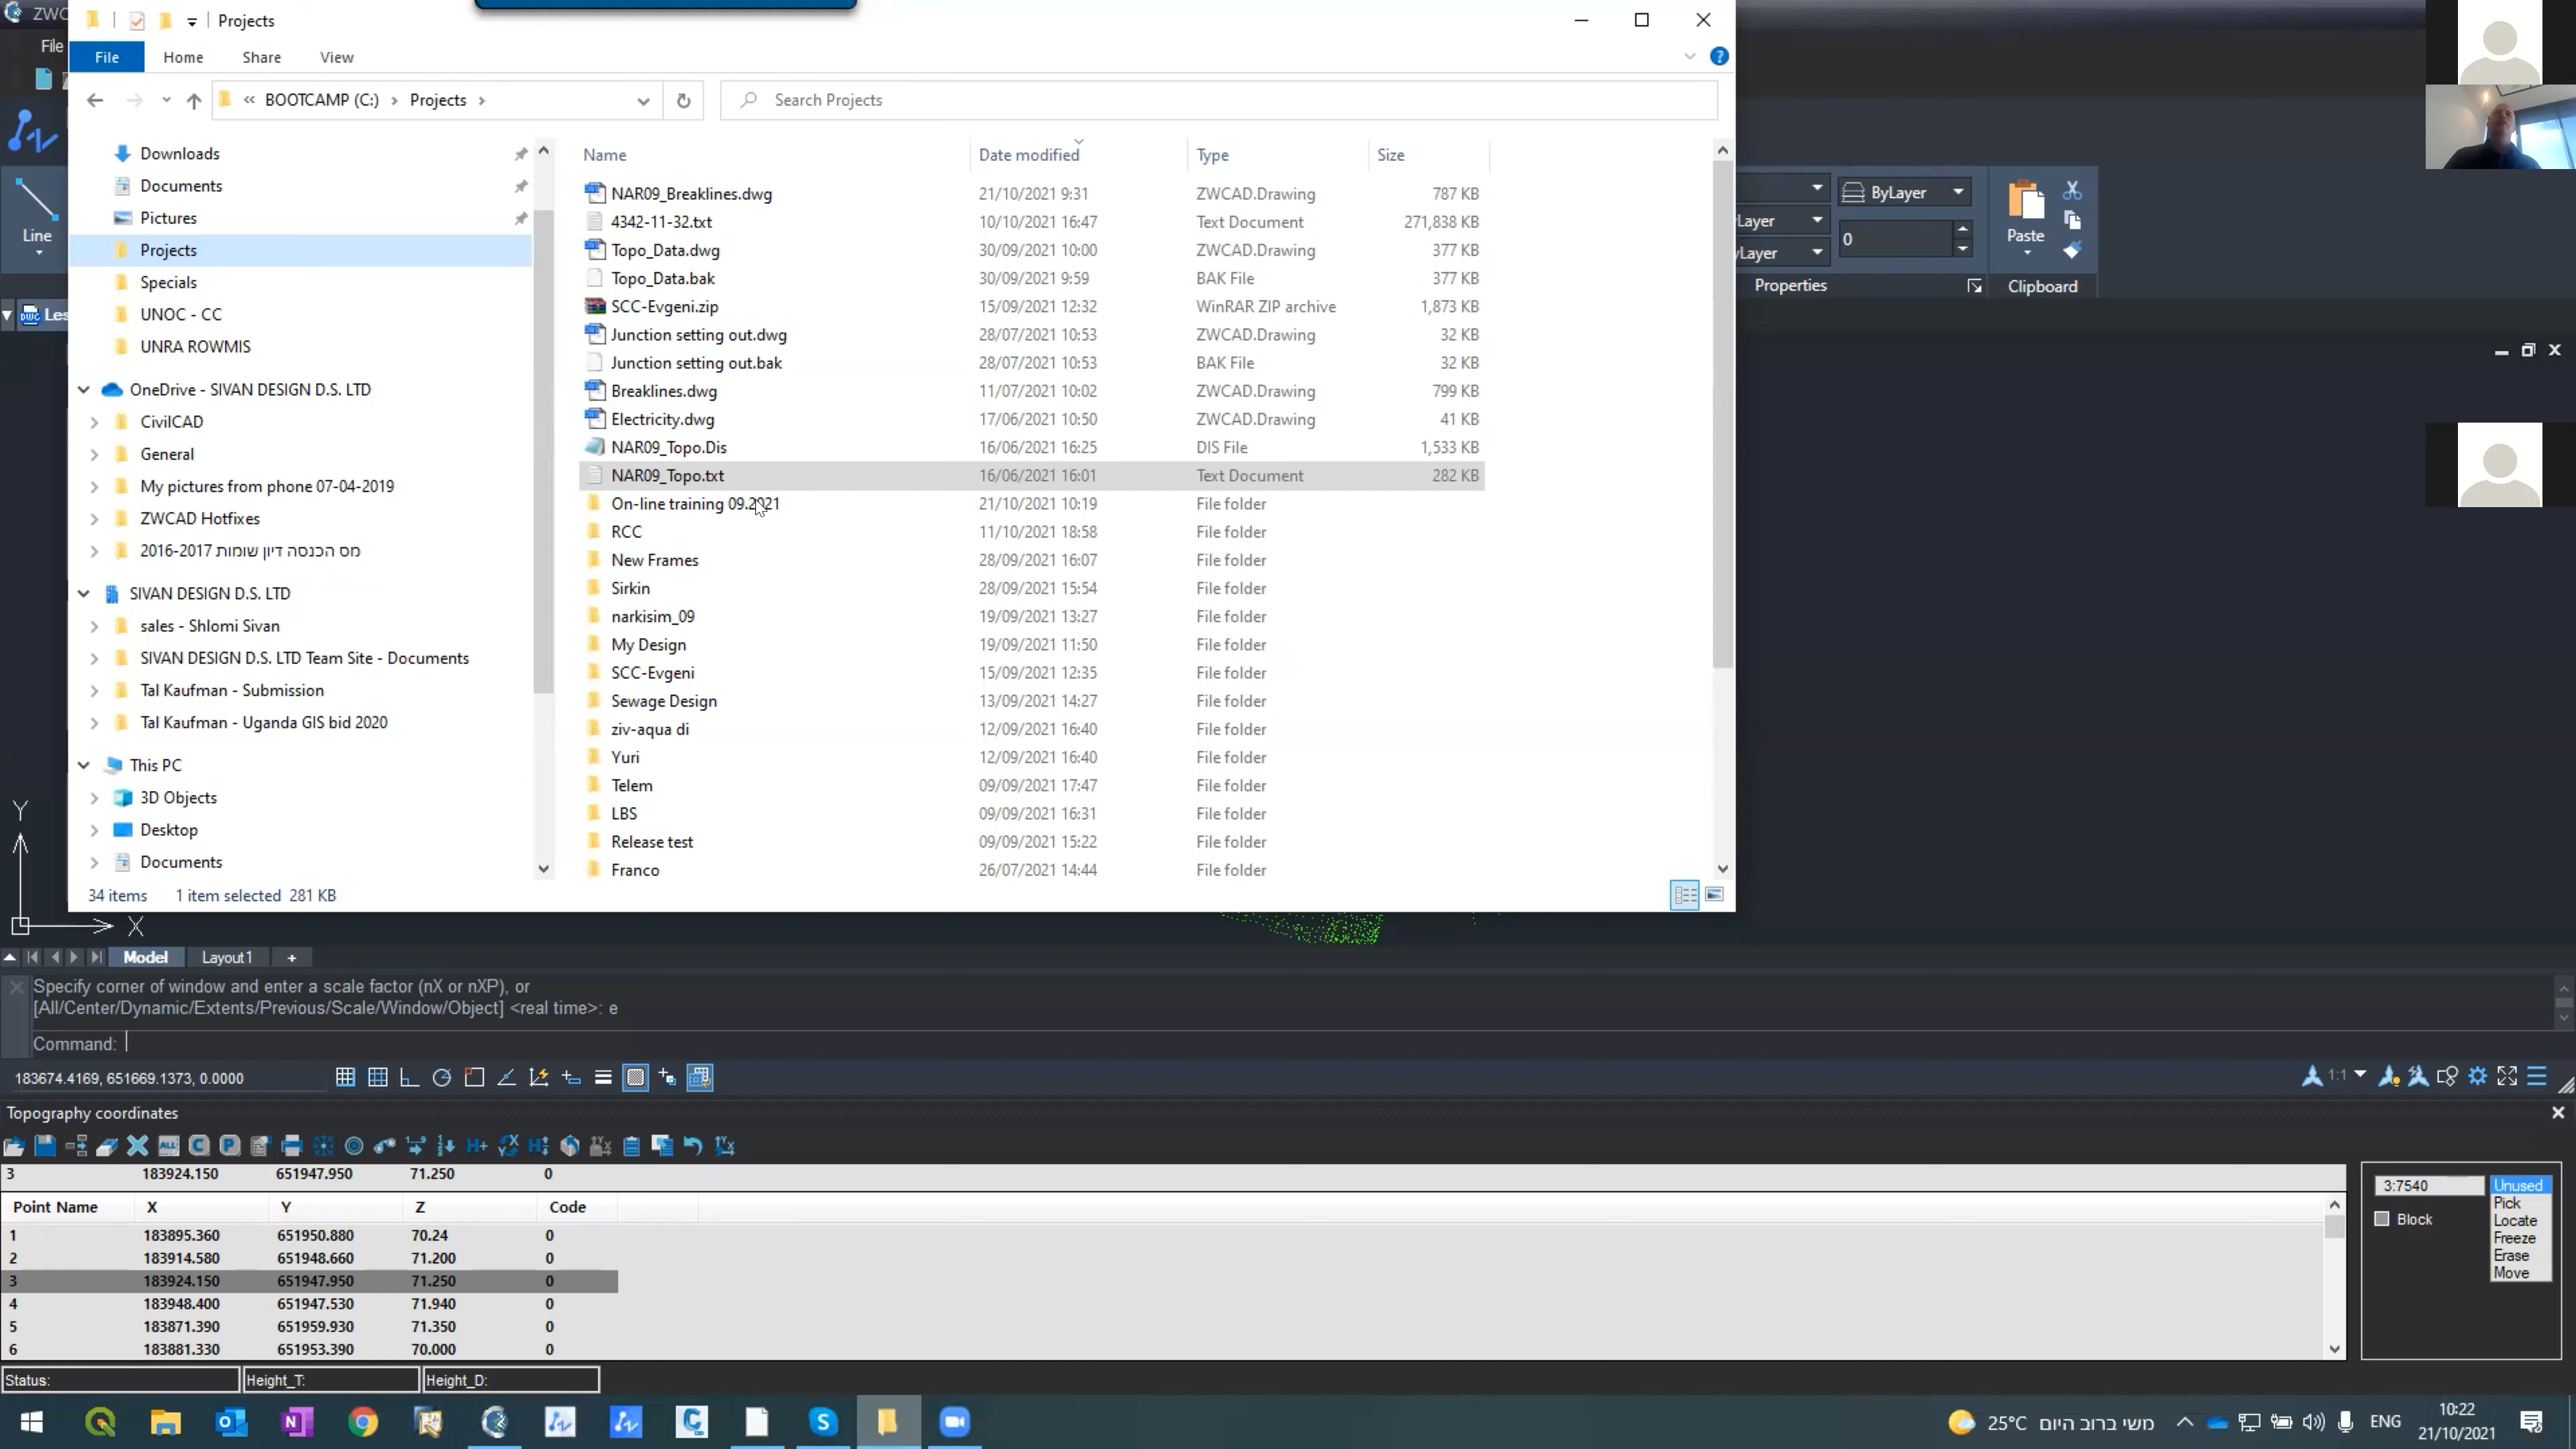 ZWC
Projects
File
File Home Share View
« BOOTCAMP (C:) › Projects ›
Search Projects
Downloads
Documents
Pictures
Projects
Specials
UNOC - CC
UNRA ROWMIS
OneDrive - SIVAN DESIGN D.S. LTD
CivilCAD
General
My pictures from phone 07-04-2019
ZWCAD Hotfixes
מס הכנסה דיון שומות 2016-2017
SIVAN DESIGN D.S. LTD
sales - Shlomi Sivan
SIVAN DESIGN D.S. LTD Team Site - Documents
Tal Kaufman - Submission
Tal Kaufman - Uganda GIS bid 2020
This PC
3D Objects
Desktop
Documents
Name Date modified Type Size
NAR09_Breaklines.dwg 21/10/2021 9:31 ZWCAD.Drawing 787 KB
4342-11-32.txt 10/10/2021 16:47 Text Document 271,838 KB
Topo_Data.dwg 30/09/2021 10:00 ZWCAD.Drawing 377 KB
Topo_Data.bak 30/09/2021 9:59 BAK File 377 KB
SCC-Evgeni.zip 15/09/2021 12:32 WinRAR ZIP archive 1,873 KB
Junction setting out.dwg 28/07/2021 10:53 ZWCAD.Drawing 32 KB
Junction setting out.bak 28/07/2021 10:53 BAK File 32 KB
Breaklines.dwg 11/07/2021 10:02 ZWCAD.Drawing 799 KB
Electricity.dwg 17/06/2021 10:50 ZWCAD.Drawing 41 KB
NAR09_Topo.Dis 16/06/2021 16:25 DIS File 1,533 KB
NAR09_Topo.txt 16/06/2021 16:01 Text Document 282 KB
On-line training 09.2021 21/10/2021 10:19 File folder
RCC 11/10/2021 18:58 File folder
New Frames 28/09/2021 16:07 File folder
Sirkin 28/09/2021 15:54 File folder
narkisim_09 19/09/2021 13:27 File folder
My Design 19/09/2021 11:50 File folder
SCC-Evgeni 15/09/2021 12:35 File folder
Sewage Design 13/09/2021 14:27 File folder
ziv-aqua di 12/09/2021 16:40 File folder
Yuri 12/09/2021 16:40 File folder
Telem 09/09/2021 17:47 File folder
LBS 09/09/2021 16:31 File folder
Release test 09/09/2021 15:22 File folder
Franco 26/07/2021 14:44 File folder
34 items 1 item selected 281 KB
Line
Les
ByLayer
Layer
0
yLayer
Paste
Properties
Clipboard
Y
X
Model Layout1 +
Specify corner of window and enter a scale factor (nX or nXP), or
[All/Center/Dynamic/Extents/Previous/Scale/Window/Object] <real time>: e
Command:
183674.4169, 651669.1373, 0.0000
1:1
Topography coordinates
3 183924.150 651947.950 71.250 0
Point Name X Y Z Code
1 183895.360 651950.880 70.24 0
2 183914.580 651948.660 71.200 0
3 183924.150 651947.950 71.250 0
4 183948.400 651947.530 71.940 0
5 183871.390 651959.930 71.350 0
6 183881.330 651953.390 70.000 0
3:7540
Block
Unused
Pick
Locate
Freeze
Erase
Move
Status: Height_T: Height_D:
25°C משי ברוב היום
ENG
10:22
21/10/2021